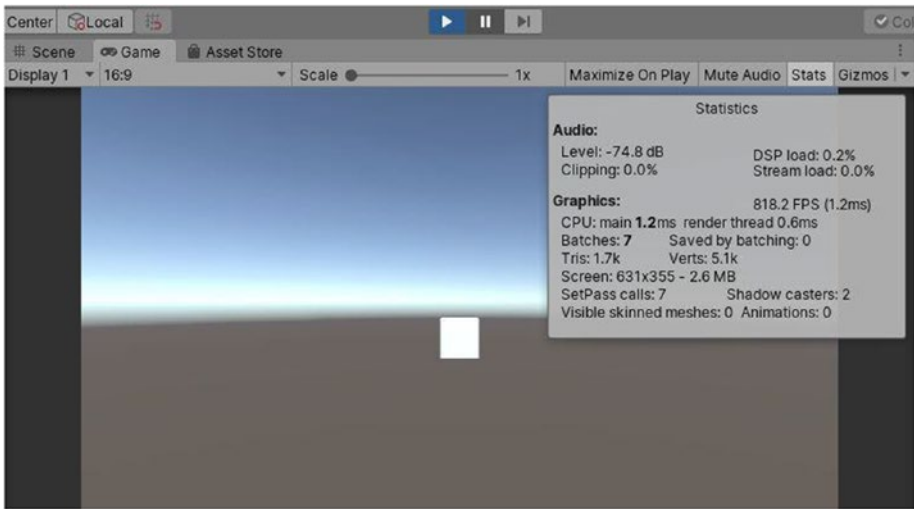 Center Local Col
Scene Game Asset Store
Display 1 16:9 Scale 1x Maximize On Play Mute Audio Stats Gizmos
Statistics
Audio:
Level: -74.8 dB DSP load: 0.2%
Clipping: 0.0% Stream load: 0.0%
Graphics: 818.2 FPS (1.2ms)
CPU: main 1.2ms render thread 0.6ms
Batches: 7 Saved by batching: 0
Tris: 1.7k Verts: 5.1k
Screen: 631x355 - 2.6 MB
SetPass calls: 7 Shadow casters: 2
Visible skinned meshes: 0 Animations: 0